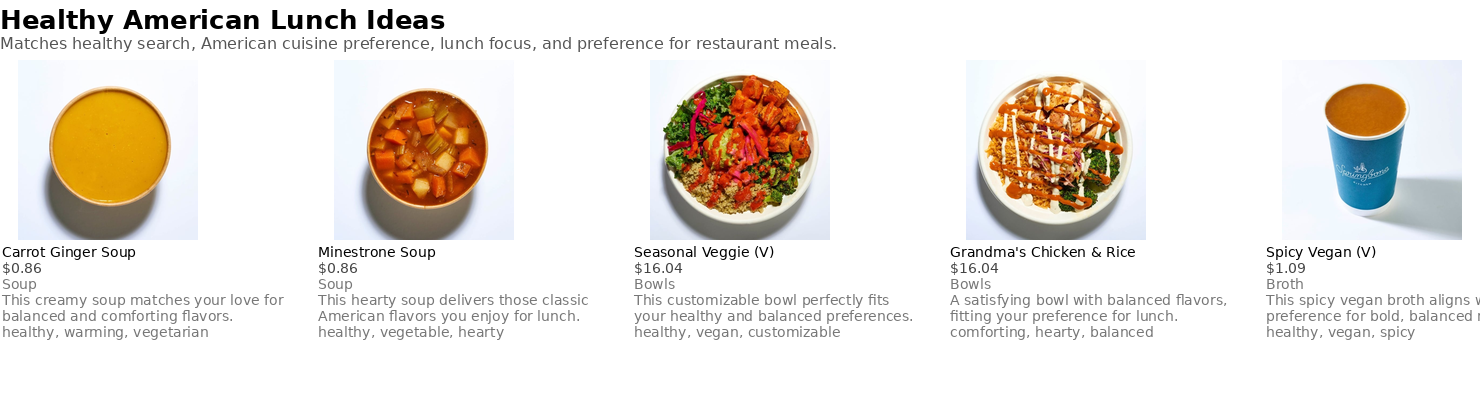 Healthy American Lunch Ideas
Matches healthy search, American cuisine preference, lunch focus, and preference for restaurant meals.
Carrot Ginger Soup
$0.86
Soup
This creamy soup matches your love for
balanced and comforting flavors.
healthy, warming, vegetarian
Minestrone Soup
$0.86
Soup
This hearty soup delivers those classic
American flavors you enjoy for lunch.
healthy, vegetable, hearty
Seasonal Veggie (V)
$16.04
Bowls
This customizable bowl perfectly fits
your healthy and balanced preferences.
healthy, vegan, customizable
Grandma's Chicken & Rice
$16.04
Bowls
A satisfying bowl with balanced flavors,
fitting your preference for lunch.
comforting, hearty, balanced
Springbone
KITCHEN
Spicy Vegan (V)
$1.09
Broth
This spicy vegan broth aligns
preference for bold, balanced
healthy, vegan, spicy